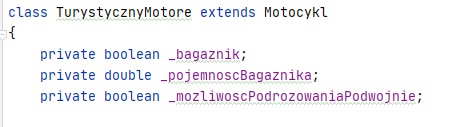 class TurystycznyMotore extends Motocykl
{
private boolean _bagaznik;
private double _pojemnoscBagaznika;
private boolean _mozliwoscPodrozowaniaPodwojnie;